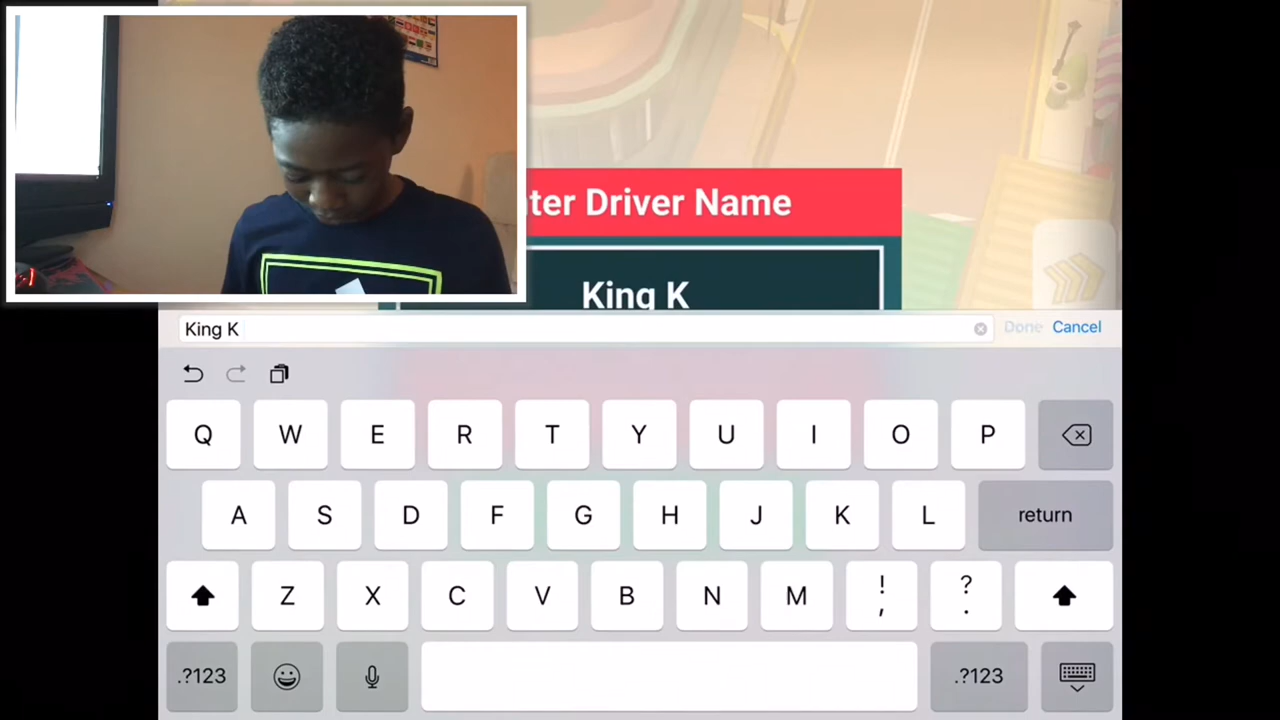 ter Driver Name
King K
King K
Done Cancel
Q W E R T Y U I O P
A S D F G H J K L return
Z X C V B N M ! , ? .
.?123 .?123